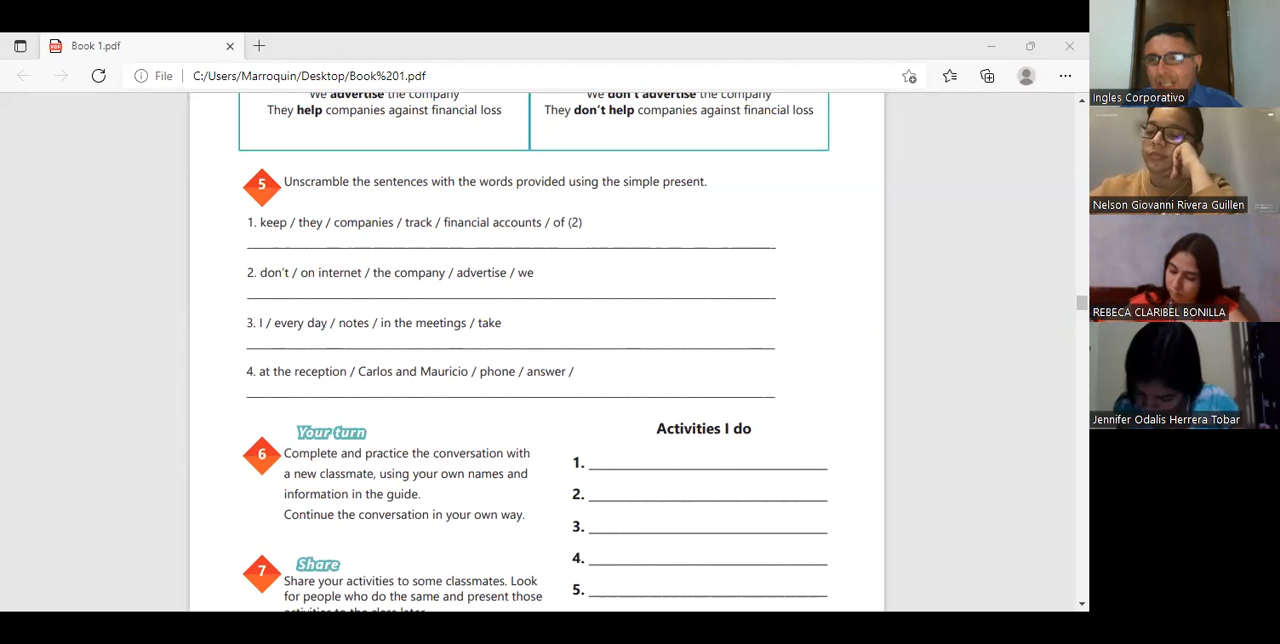 Book 1.pdf
File
C:/Users/Marroquin/Desktop/Book%201.pdf
We advertise the company
They help companies against financial loss
We don't advertise the company
They don't help companies against financial loss
5 Unscramble the sentences with the words provided using the simple present.
1. keep / they / companies / track / financial accounts / of (2)
2. don't / on internet / the company / advertise / we
3. I / every day / notes / in the meetings / take
4. at the reception / Carlos and Mauricio / phone / answer /
Your turn
6 Complete and practice the conversation with
a new classmate, using your own names and
information in the guide.
Continue the conversation in your own way.
Share
7 Share your activities to some classmates. Look
for people who do the same and present those
activities to the class later
Activities I do
1.
2.
3.
4.
5.
Ingles Corporativo
Nelson Giovanni Rivera Guillen
REBECA CLARIBEL BONILLA
Jennifer Odalis Herrera Tobar